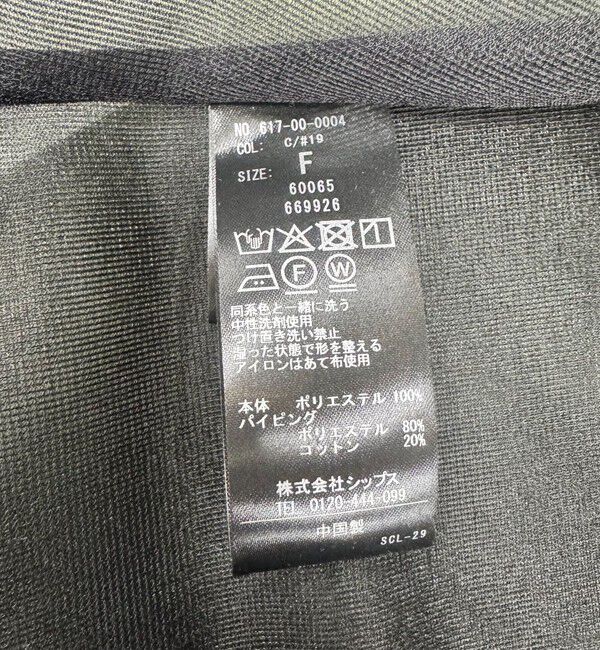 NO 617-00-0004
COL: C/#19
SIZE: F
60065
669926
F W
同系色と一緒に洗う
中性洗剤使用
つけ置き洗い禁止
湿った状態で形を整える
アイロンはあて布使用
本体 ポリエステル 100%
パイピング
ポリエステル 80%
コットン 20%
株式会社シップス
TEL 0120-444-099
中国製
SCL-29